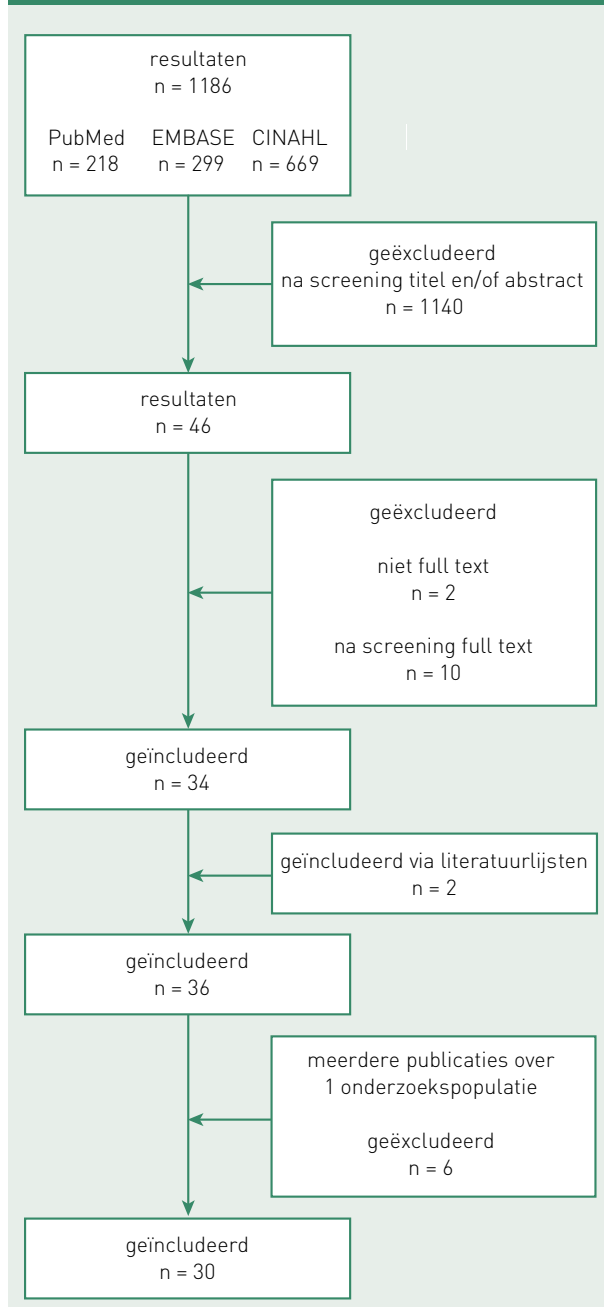 resultaten
n = 1186
PubMed EMBASE CINAHL
n = 218 n = 299 n = 669
geëxcludeerd
na screening titel en/of abstract
n = 1140
resultaten
n = 46
geëxcludeerd
niet full text
n = 2
na screening full text
n = 10
geïncludeerd
n = 34
geïncludeerd via literatuurlijsten
n = 2
geïncludeerd
n = 36
meerdere publicaties over
1 onderzoekspopulatie
geëxcludeerd
n = 6
geïncludeerd
n = 30